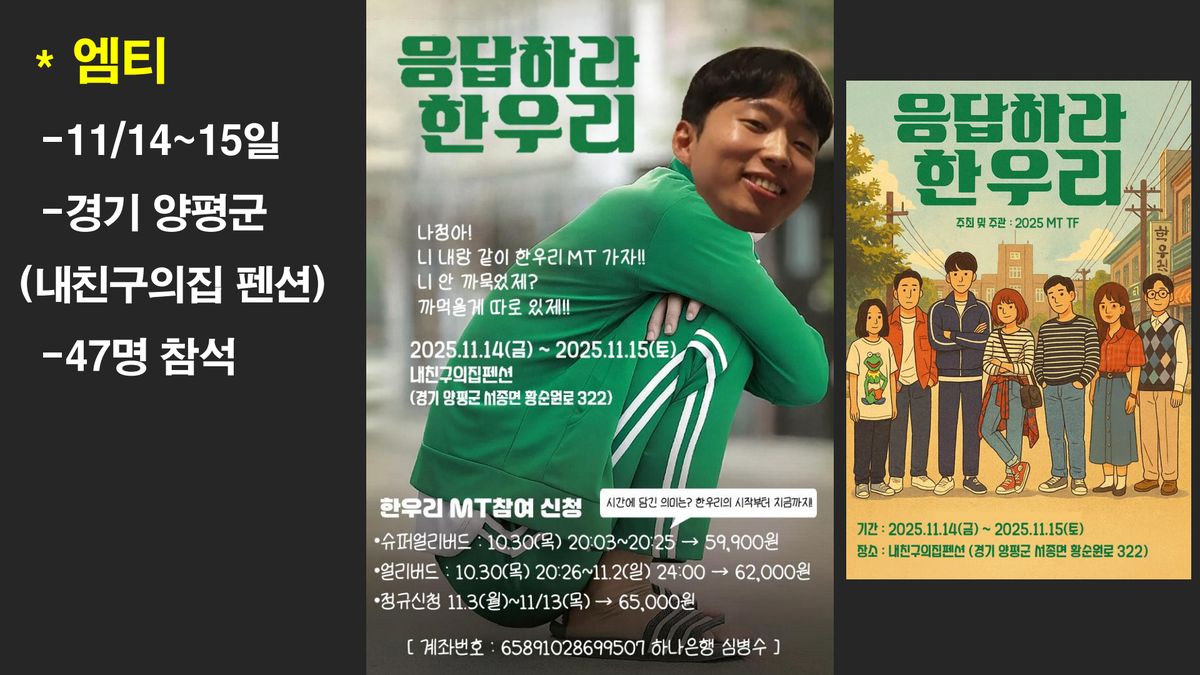 * 엠티
-11/14~15일
-경기 양평군
(내친구의집 펜션)
-47명 참석
응답하라
한우리
나정아!
니 내랑 같이 한우리 MT 가자!!
니 안 까묵었제?
까먹을게 따로 있제!!
2025.11.14(금) ~ 2025.11.15(토)
내친구의집펜션
(경기 양평군 서종면 황순원로 322)
한우리 MT참여 신청
시간에 담긴 의미는? 한우리의 시작부터 지금까지!
•슈퍼얼리버드 : 10.30(목) 20:03~20:25 → 59,900원
•얼리버드 : 10.30(목) 20:26~11.2(일) 24:00 → 62,000원
•정규신청 11.3(월)~11/13(목) → 65,000원
[ 계좌번호 : 65891028699507 하나은행 심병수 ]
응답하라
한우리
주최 및 주관 : 2025 MT TF
기간 : 2025.11.14(금) ~ 2025.11.15(토)
장소 : 내친구의집펜션 (경기 양평군 서종면 황순원로 322)